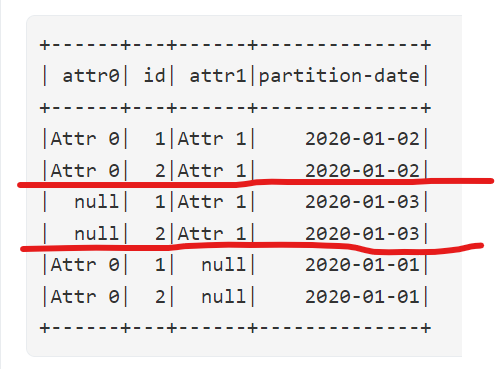 +------+---+------+--------------+
| attr0| id| attr1|partition-date|
+------+---+------+--------------+
|Attr 0| 1|Attr 1| 2020-01-02|
|Attr 0| 2|Attr 1| 2020-01-02|
| null| 1|Attr 1| 2020-01-03|
| null| 2|Attr 1| 2020-01-03|
|Attr 0| 1| null| 2020-01-01|
|Attr 0| 2| null| 2020-01-01|
+------+---+------+--------------+